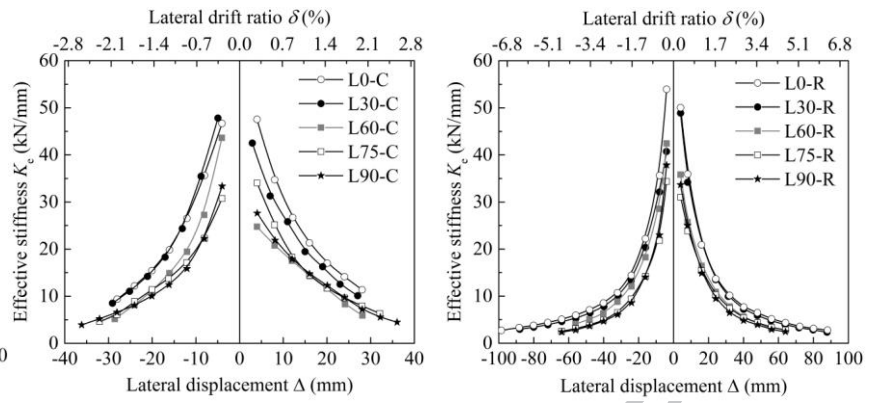 Lateral drift ratio δ (%)
-2.8 -2.1 -1.4 -0.7 0.0 0.7 1.4 2.1 2.8
60
50
40
30
20
10
0
Effective stiffness Ke (kN/mm)
L0-C
L30-C
L60-C
L75-C
L90-C
-40 -30 -20 -10 0 10 20 30 40
Lateral displacement Δ (mm)
0
Lateral drift ratio δ (%)
-6.8 -5.1 -3.4 -1.7 0.0 1.7 3.4 5.1 6.8
60
50
40
30
20
10
0
Effective stiffness Ke (kN/mm)
L0-R
L30-R
L60-R
L75-R
L90-R
-100 -80 -60 -40 -20 0 20 40 60 80 100
Lateral displacement Δ (mm)